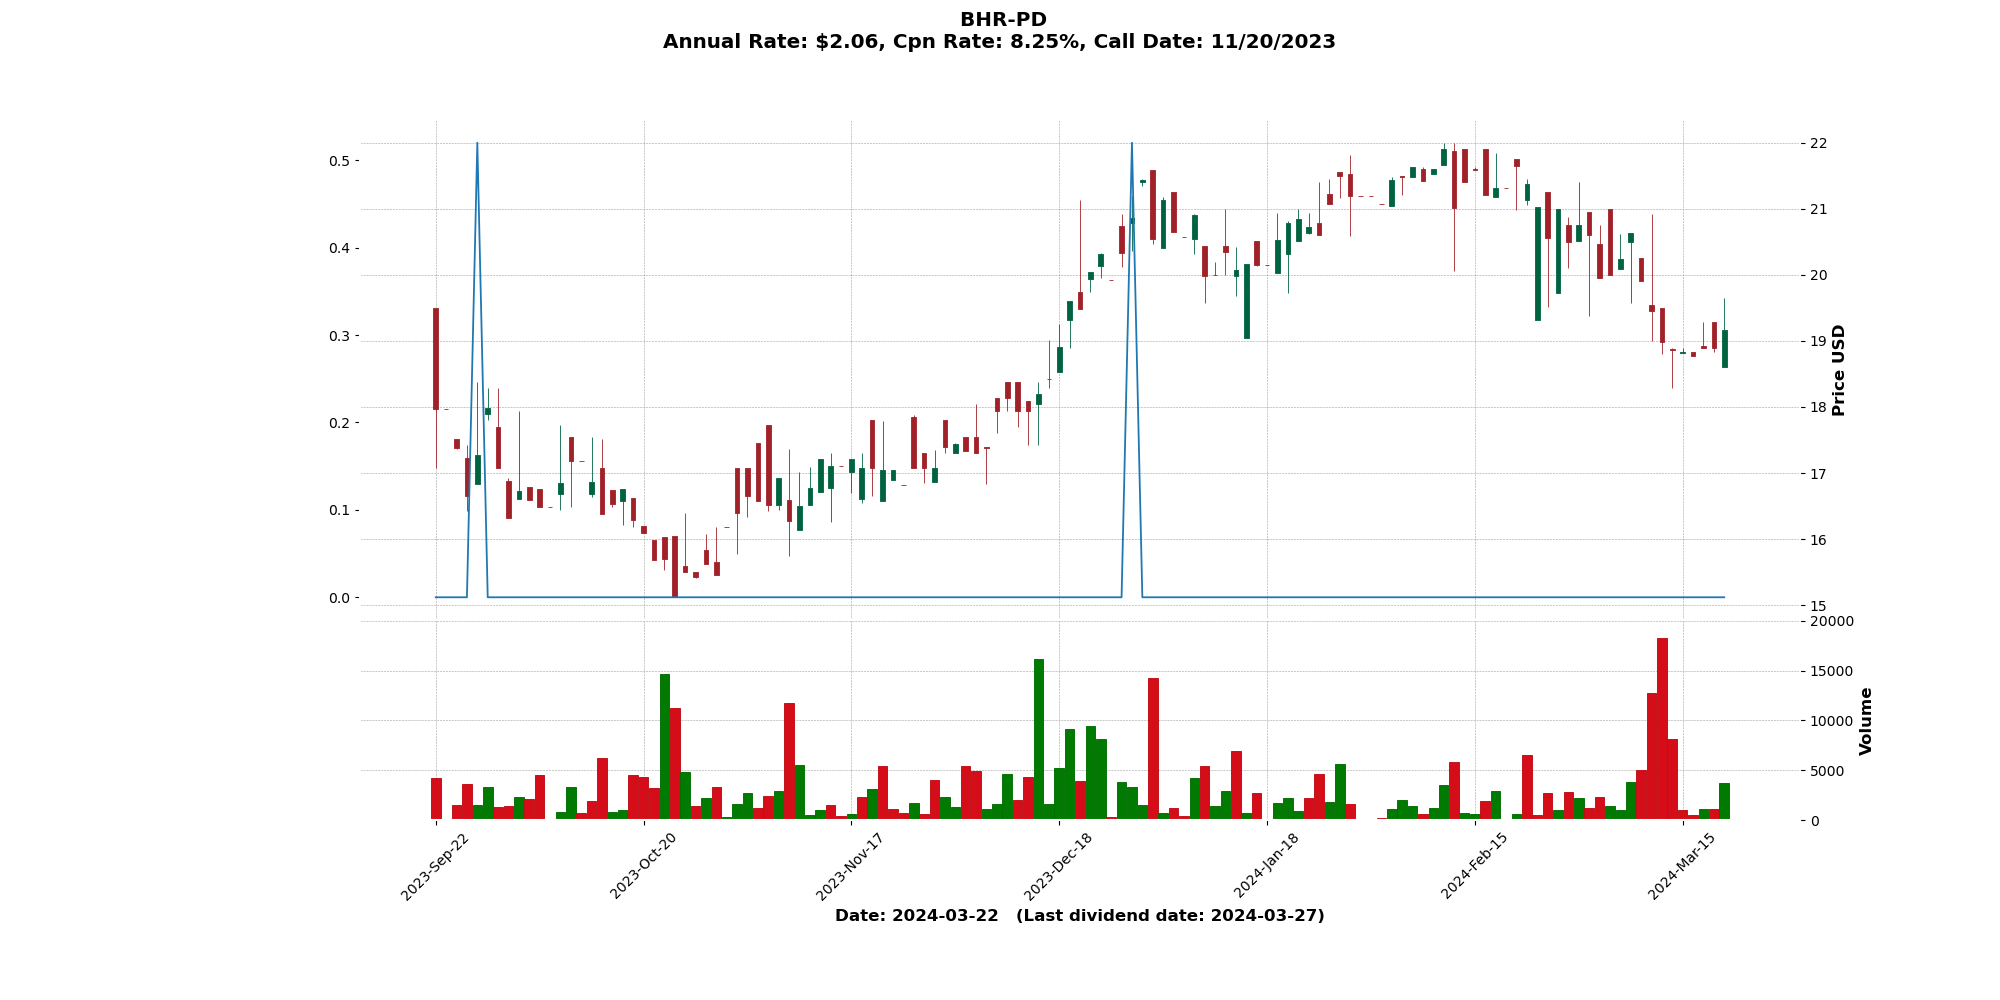 BHR-PD
Annual Rate: $2.06, Cpn Rate: 8.25%, Call Date: 11/20/2023
0.5
0.4
0.3
0.2
0.1
0.0
22
21
20
19
18
17
16
15
Price USD
20000
15000
10000
5000
0
Volume
2023-Sep-22
2023-Oct-20
2023-Nov-17
2023-Dec-18
2024-Jan-18
2024-Feb-15
2024-Mar-15
Date: 2024-03-22   (Last dividend date: 2024-03-27)